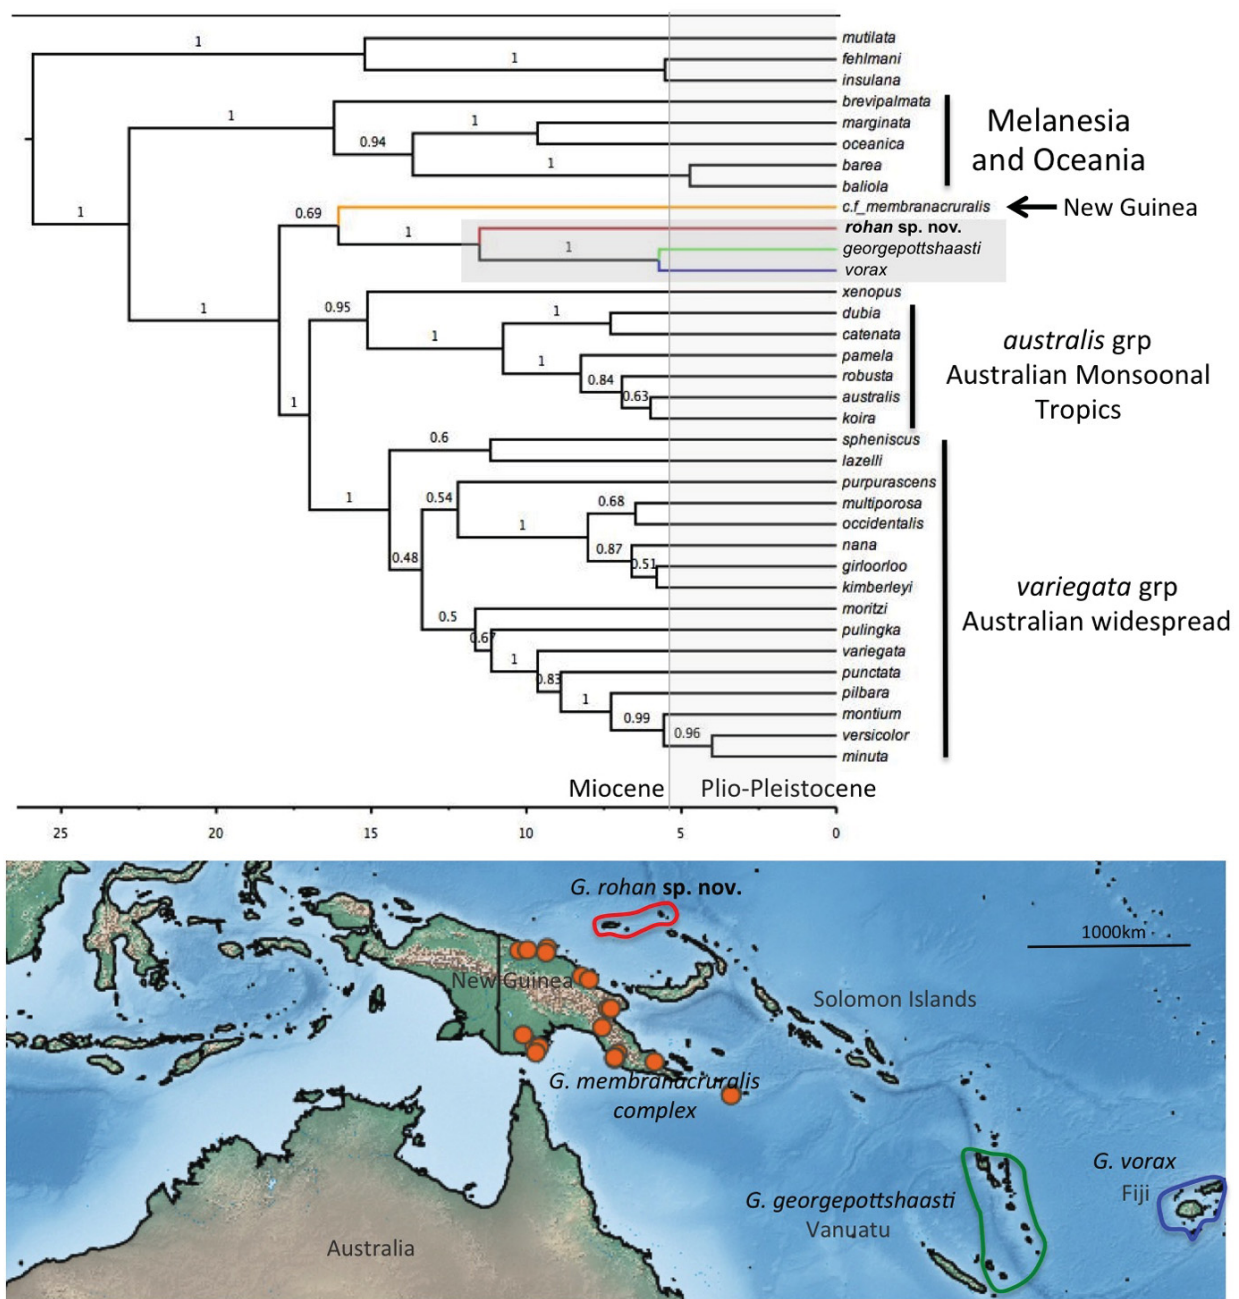 1
mutilata
1
fehlmani
insulana
1
brevipalmata
1
marginata
0.94
oceanica
1
barea
baliola
Melanesia
and Oceania
1
0.69
c.f_membranacruralis
New Guinea
1
rohan sp. nov.
1
georgepottshaasti
vorax
1
0.95
xenopus
1
dubia
1
catenata
1
pamela
0.84
robusta
0.63
australis
koira
australis grp
Australian Monsoonal
Tropics
1
0.6
spheniscus
lazelli
1
0.54
purpurascens
0.68
multiporosa
1
occidentalis
0.87
nana
0.48
0.51
girloorloo
kimberleyi
0.5
moritzi
0.67
pulingka
1
variegata
0.83
punctata
1
pilbara
0.99
montium
0.96
versicolor
minuta
variegata grp
Australian widespread
Miocene
Plio-Pleistocene
25 20 15 10 5 0
G. rohan sp. nov.
1000km
New Guinea
Solomon Islands
G. membranacruralis
complex
G. vorax
Fiji
G. georgepottshaasti
Vanuatu
Australia